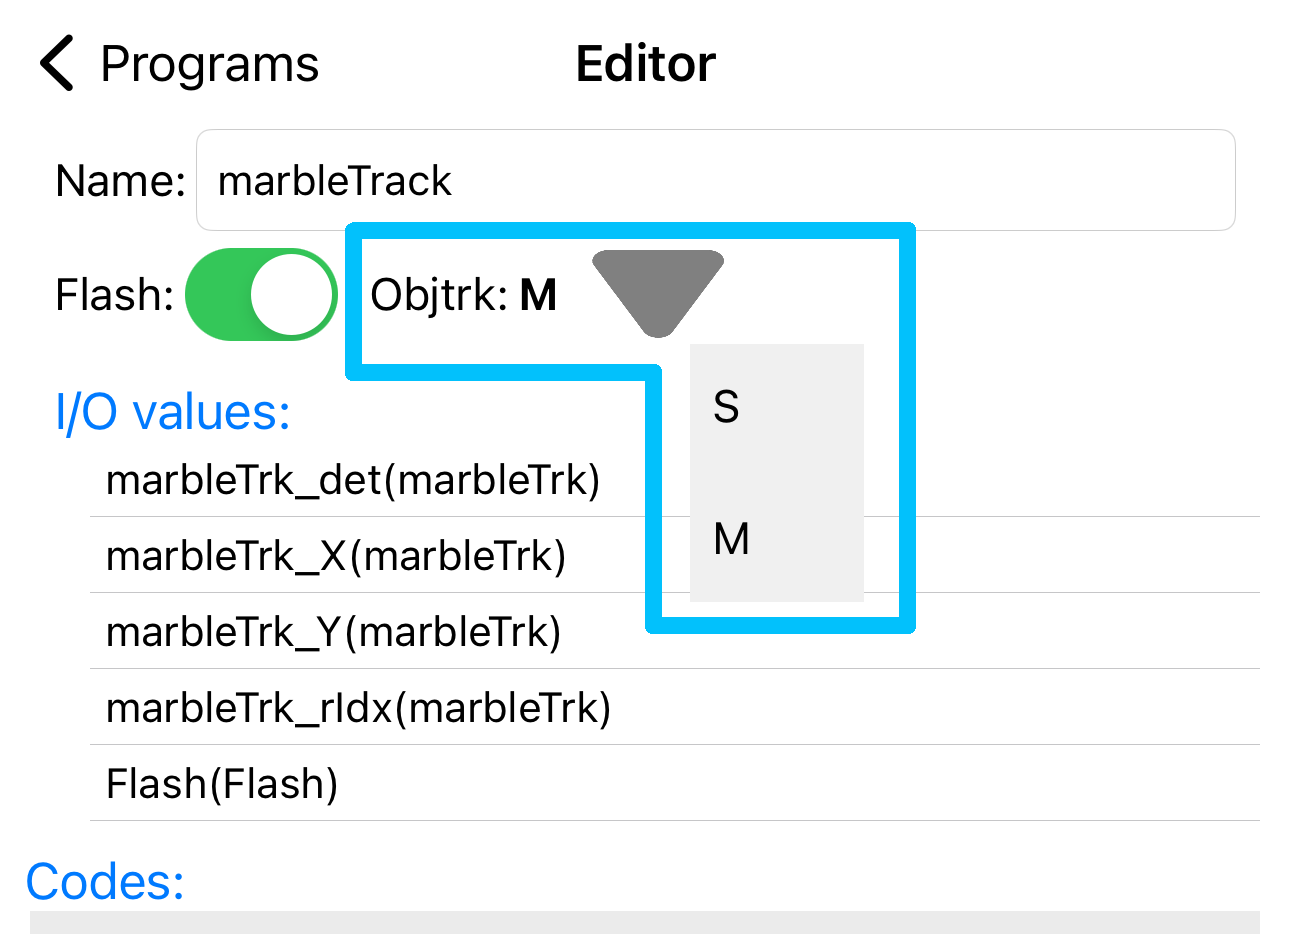 Programs Editor
Name: marbleTrack
Flash: Objtrk: M
S
M
I/O values:
marbleTrk_det(marbleTrk)
marbleTrk_X(marbleTrk)
marbleTrk_Y(marbleTrk)
marbleTrk_rIdx(marbleTrk)
Flash(Flash)
Codes: